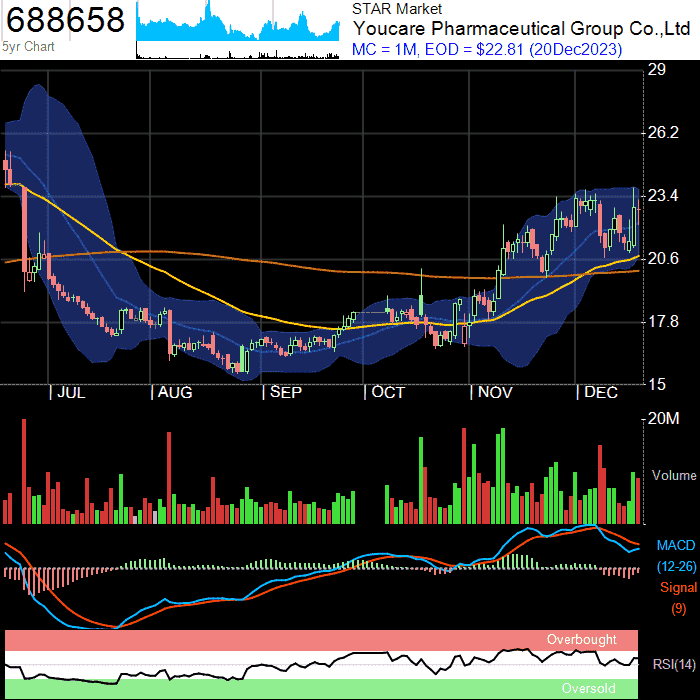 688658
5yr Chart
STAR Market
Youcare Pharmaceutical Group Co.,Ltd
MC = 1M, EOD = $22.81 (20Dec2023)
29
26.2
23.4
20.6
17.8
15
| JUL | AUG | SEP | OCT | NOV | DEC
20M
Volume
MACD
(12-26)
Signal
(9)
Overbought
RSI(14)
Oversold